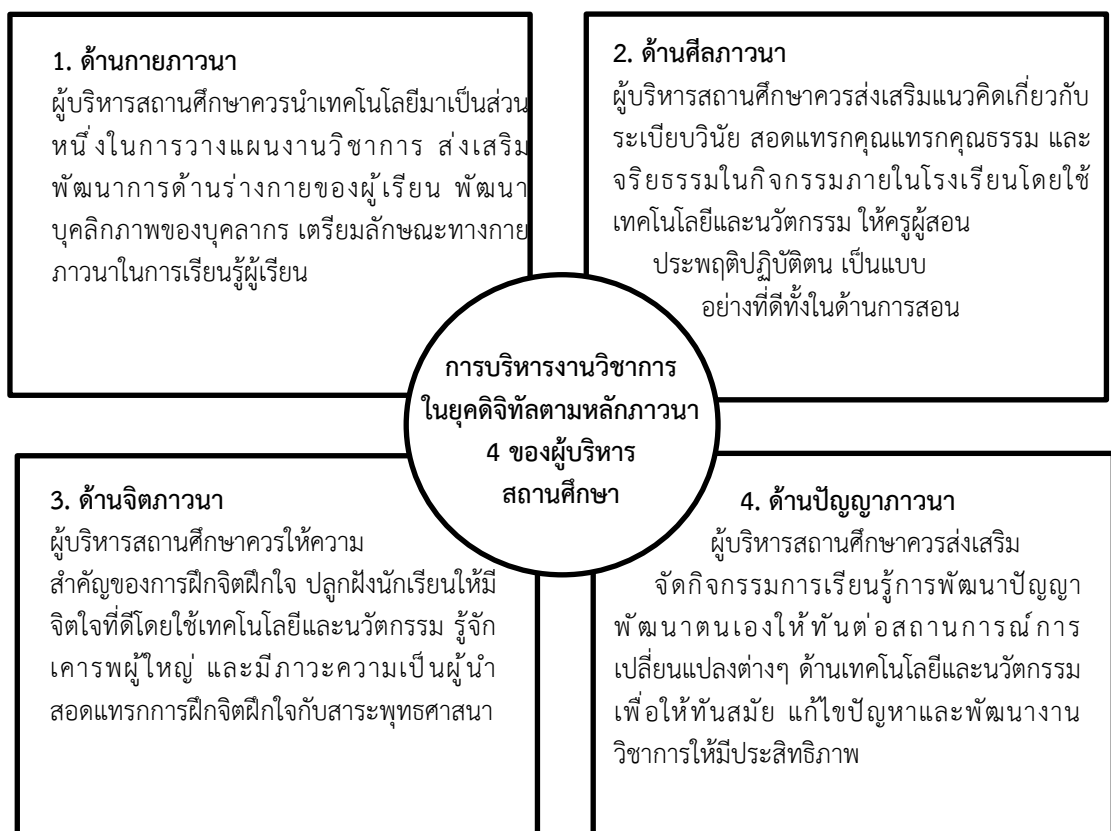 1. ด้านกายภาวนา
ผู้บริหารสถานศึกษาควรนำเทคโนโลยีมาเป็นส่วน
หนึ่งในการวางแผนงานวิชาการ ส่งเสริม
พัฒนาการด้านร่างกายของผู้เรียน พัฒนา
บุคลิกภาพของบุคลากร เตรียมลักษณะทางกาย
ภาวนาในการเรียนรู้ผู้เรียน
2. ด้านศีลภาวนา
ผู้บริหารสถานศึกษาควรส่งเสริมแนวคิดเกี่ยวกับ
ระเบียบวินัย สอดแทรกคุณแทรกคุณธรรม และ
จริยธรรมในกิจกรรมภายในโรงเรียนโดยใช้
เทคโนโลยีและนวัตกรรม ให้ครูผู้สอน
ประพฤติปฏิบัติตน เป็นแบบ
อย่างที่ดีทั้งในด้านการสอน
การบริหารงานวิชาการ
ในยุคดิจิทัลตามหลักภาวนา
4 ของผู้บริหาร
สถานศึกษา
3. ด้านจิตภาวนา
ผู้บริหารสถานศึกษาควรให้ความ
สำคัญของการฝึกจิตฝึกใจ ปลูกฝังนักเรียนให้มี
จิตใจที่ดีโดยใช้เทคโนโลยีและนวัตกรรม รู้จัก
เคารพผู้ใหญ่ และมีภาวะความเป็นผู้นำ
สอดแทรกการฝึกจิตฝึกใจกับสาระพุทธศาสนา
4. ด้านปัญญาภาวนา
ผู้บริหารสถานศึกษาควรส่งเสริม
จัดกิจกรรมการเรียนรู้การพัฒนาปัญญา
พัฒนาตนเองให้ทันต่อสถานการณ์การ
เปลี่ยนแปลงต่างๆ ด้านเทคโนโลยีและนวัตกรรม
เพื่อให้ทันสมัย แก้ไขปัญหาและพัฒนางาน
วิชาการให้มีประสิทธิภาพ